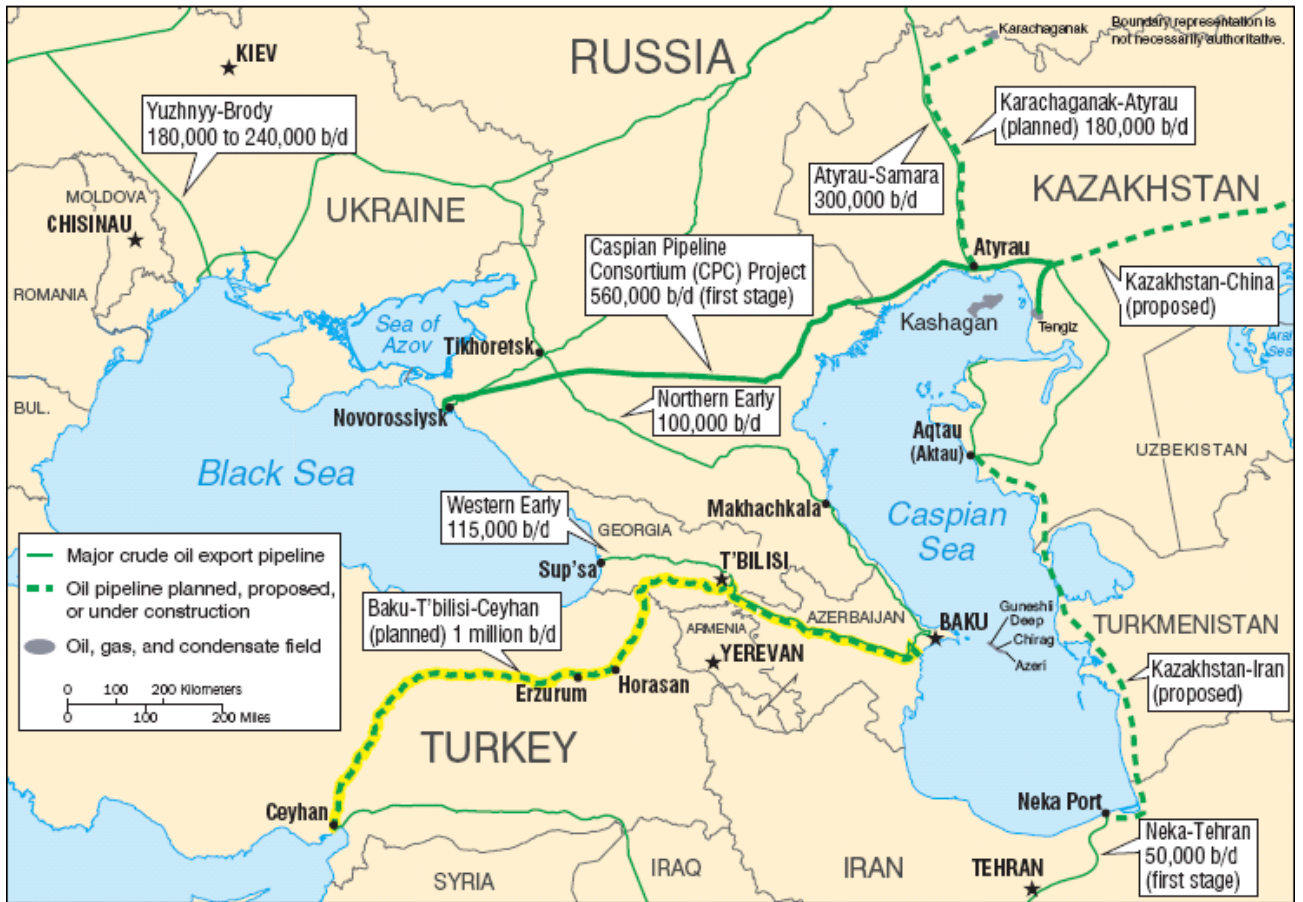 RUSSIA
Karachaganak
Boundary representation is
not necessarily authoritative.
KIEV
Yuzhnyy-Brody
180,000 to 240,000 b/d
Karachaganak-Atyrau
(planned) 180,000 b/d
MOLDOVA
CHISINAU
UKRAINE
Atyrau-Samara
300,000 b/d
KAZAKHSTAN
Caspian Pipeline
Consortium (CPC) Project
560,000 b/d (first stage)
Atyrau
ROMANIA
Kazakhstan-China
(proposed)
Sea of
Azov
Tikhoretsk
Kashagan
Tengiz
Aral
Sea
BUL.
Novorossiysk
Northern Early
100,000 b/d
Aqtau
(Aktau)
UZBEKISTAN
Black Sea
Western Early
115,000 b/d
GEORGIA
Makhachkala
Caspian
Sea
Major crude oil export pipeline
Oil pipeline planned, proposed,
or under construction
Oil, gas, and condensate field
0 100 200 Kilometers
0 100 200 Miles
Sup'sa
T'BILISI
Baku-T'bilisi-Ceyhan
(planned) 1 million b/d
AZERBAIJAN
ARMENIA
YEREVAN
BAKU
Guneshli
Deep
Chirag
Azeri
TURKMENISTAN
Erzurum
Horasan
Kazakhstan-Iran
(proposed)
TURKEY
Ceyhan
Neka Port
Neka-Tehran
50,000 b/d
(first stage)
SYRIA
IRAQ
IRAN
TEHRAN